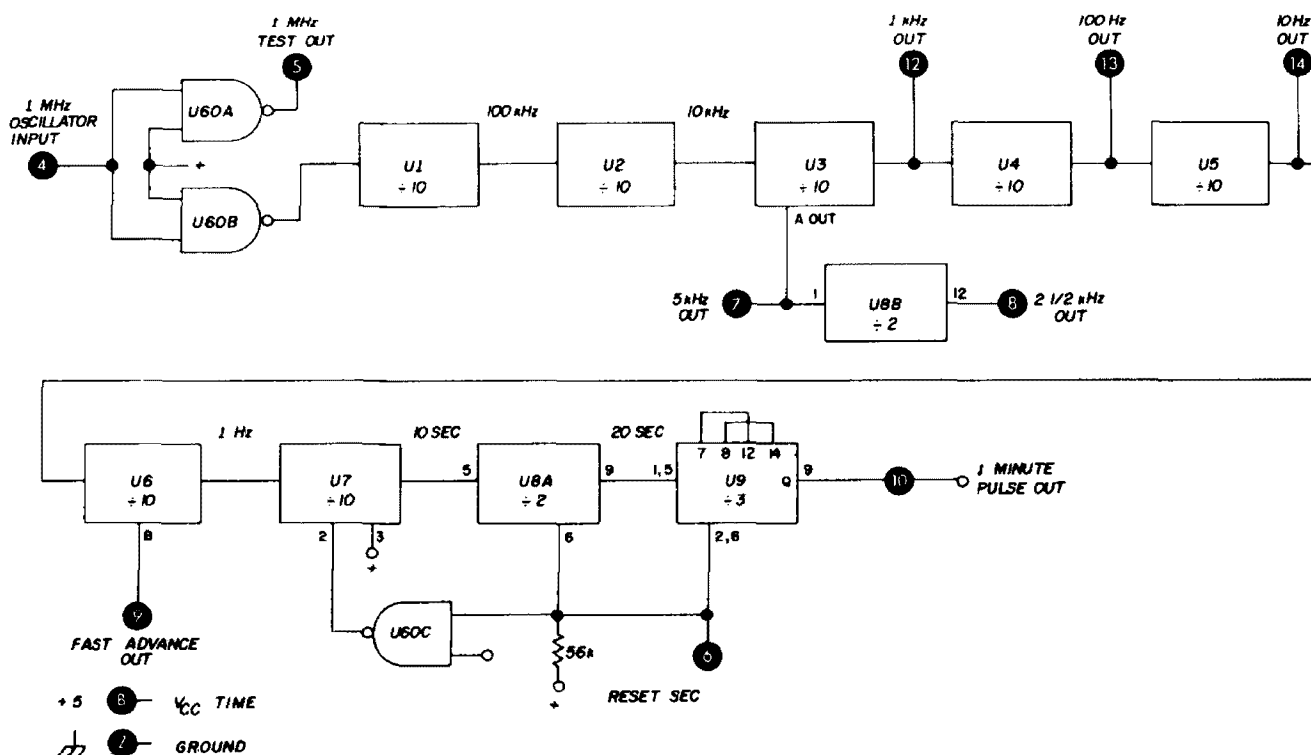 1 MHz
TEST OUT
5
1 kHz
OUT
12
100 Hz
OUT
13
10 Hz
OUT
14
1 MHz
OSCILLATOR
INPUT
4
U60A
+
U60B
U1
÷10
100 kHz
U2
÷10
10 kHz
U3
÷10
A OUT
U4
÷10
U5
÷10
5 kHz
OUT
7
1
U8B
÷2
12
8
2 1/2 kHz
OUT
U6
÷10
8
1 Hz
U7
÷10
2
3
+
10 SEC
5
U8A
÷2
9
6
20 SEC
1,5
7 8 12 14
U9
÷3
Q
9
2,6
10
1 MINUTE
PULSE OUT
9
FAST ADVANCE
OUT
U60C
56k
+
6
RESET SEC
+5
VCC TIME
GROUND